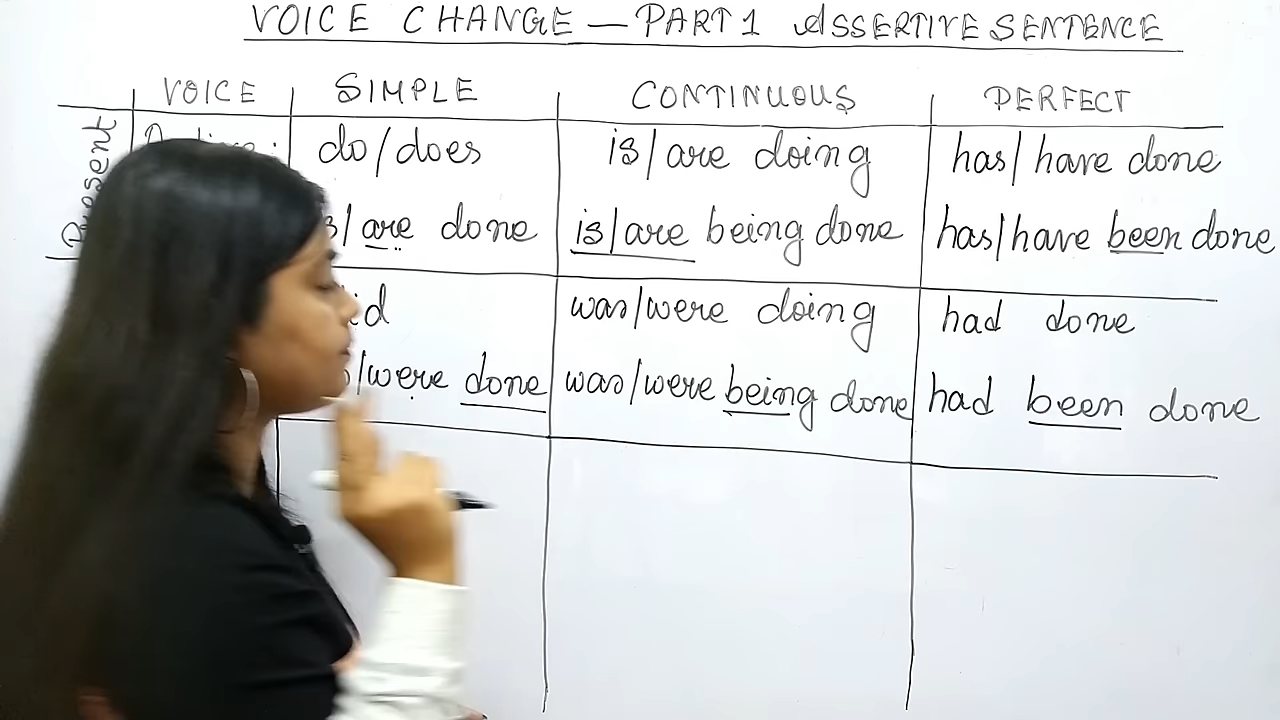 VOICE CHANGE — PART 1 ASSERTIVE SENTENCE
VOICE SIMPLE CONTINUOUS PERFECT
Present
do/does is/are doing has/have done
/are done is/are being done has/have been done
was/were doing had done
/were done was/were being done had been done